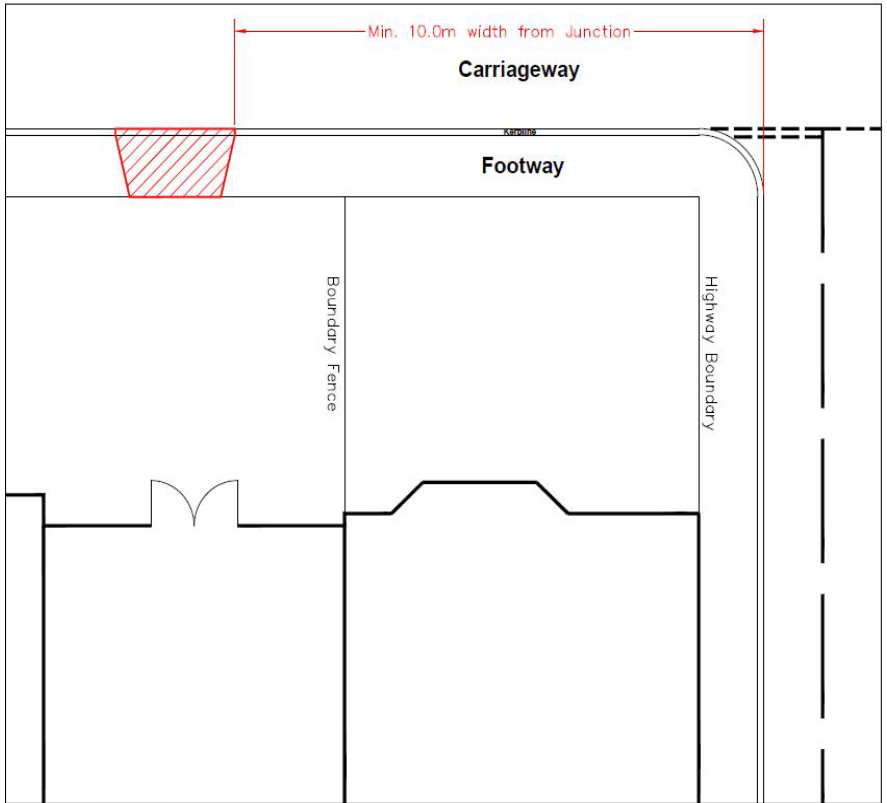 Min. 10.0m width from Junction
Carriageway
Kerbline
Footway
Boundary Fence
Highway Boundary